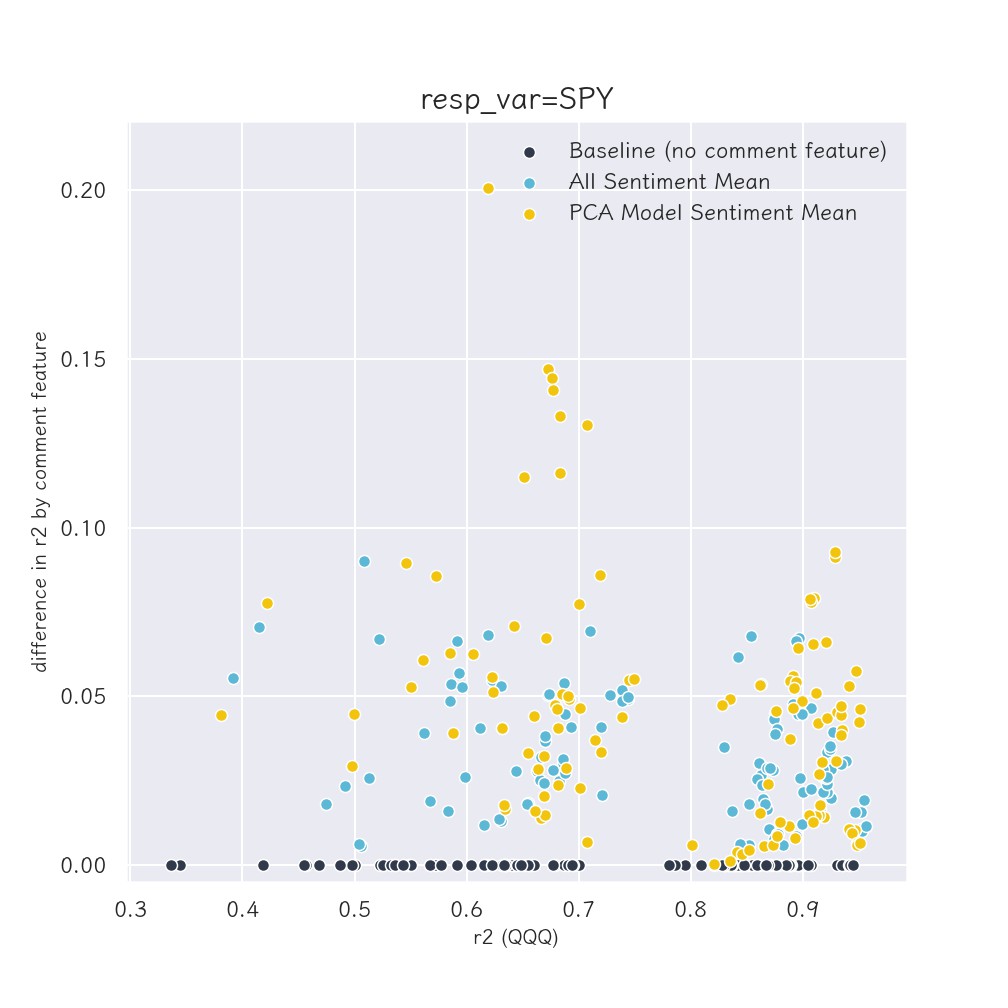 resp_var=SPY
Baseline (no comment feature)
All Sentiment Mean
PCA Model Sentiment Mean
difference in r2 by comment feature
0.20
0.15
0.10
0.05
0.00
0.3 0.4 0.5 0.6 0.7 0.8 0.9
r2 (QQQ)